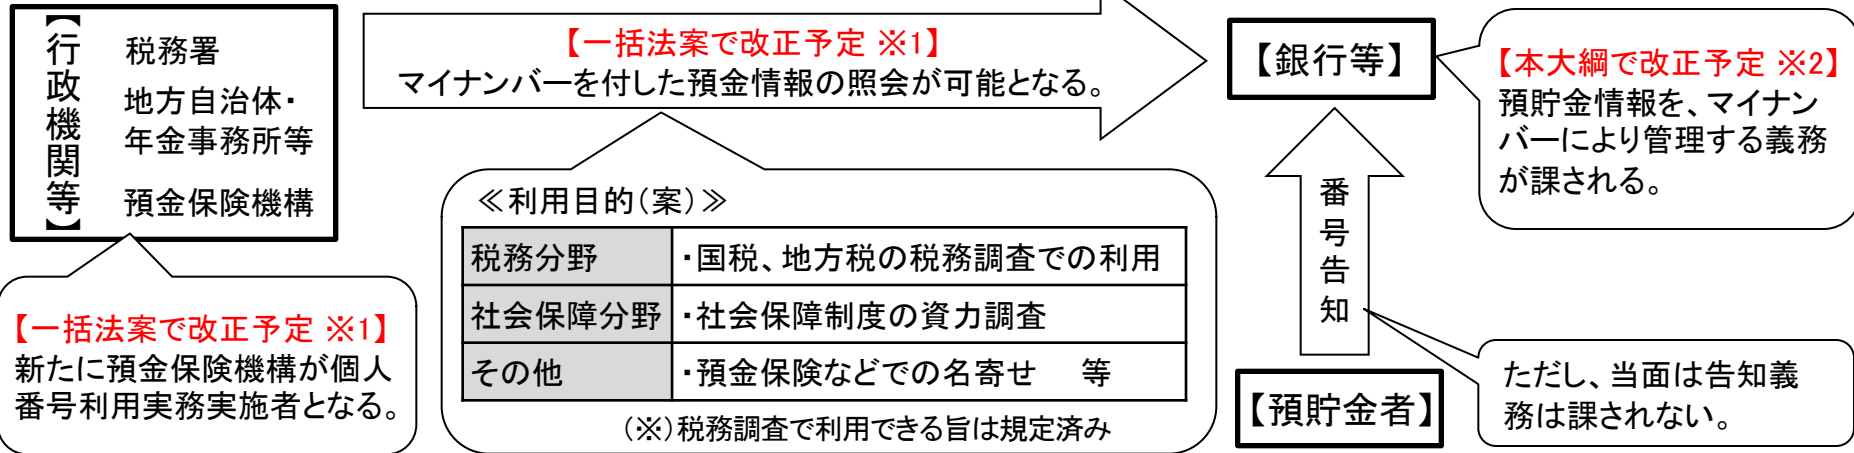 【行政機関等】
税務署
地方自治体・
年金事務所等
預金保険機構
【一括法案で改正予定 ※1】
新たに預金保険機構が個人
番号利用実務実施者となる。
【一括法案で改正予定 ※1】
マイナンバーを付した預金情報の照会が可能となる。
≪利用目的(案)≫
税務分野 ・国税、地方税の税務調査での利用
社会保障分野 ・社会保障制度の資力調査
その他 ・預金保険などでの名寄せ 等
(※)税務調査で利用できる旨は規定済み
【銀行等】
【本大綱で改正予定 ※2】
預貯金情報を、マイナン
バーにより管理する義務
が課される。
番号告知
【預貯金者】
ただし、当面は告知義
務は課されない。